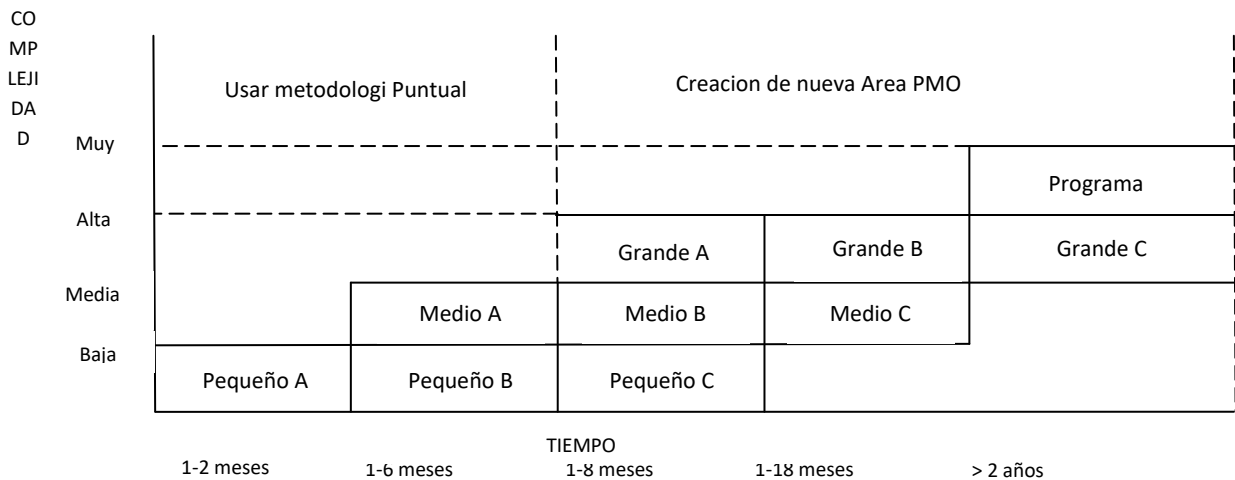 CO
MP
LEJI
DA
D
Usar metodologi Puntual
Creacion de nueva Area PMO
Muy
Programa
Alta
Grande A
Grande B
Grande C
Media
Medio A
Medio B
Medio C
Baja
Pequeño A
Pequeño B
Pequeño C
TIEMPO
1-2 meses
1-6 meses
1-8 meses
1-18 meses
> 2 años